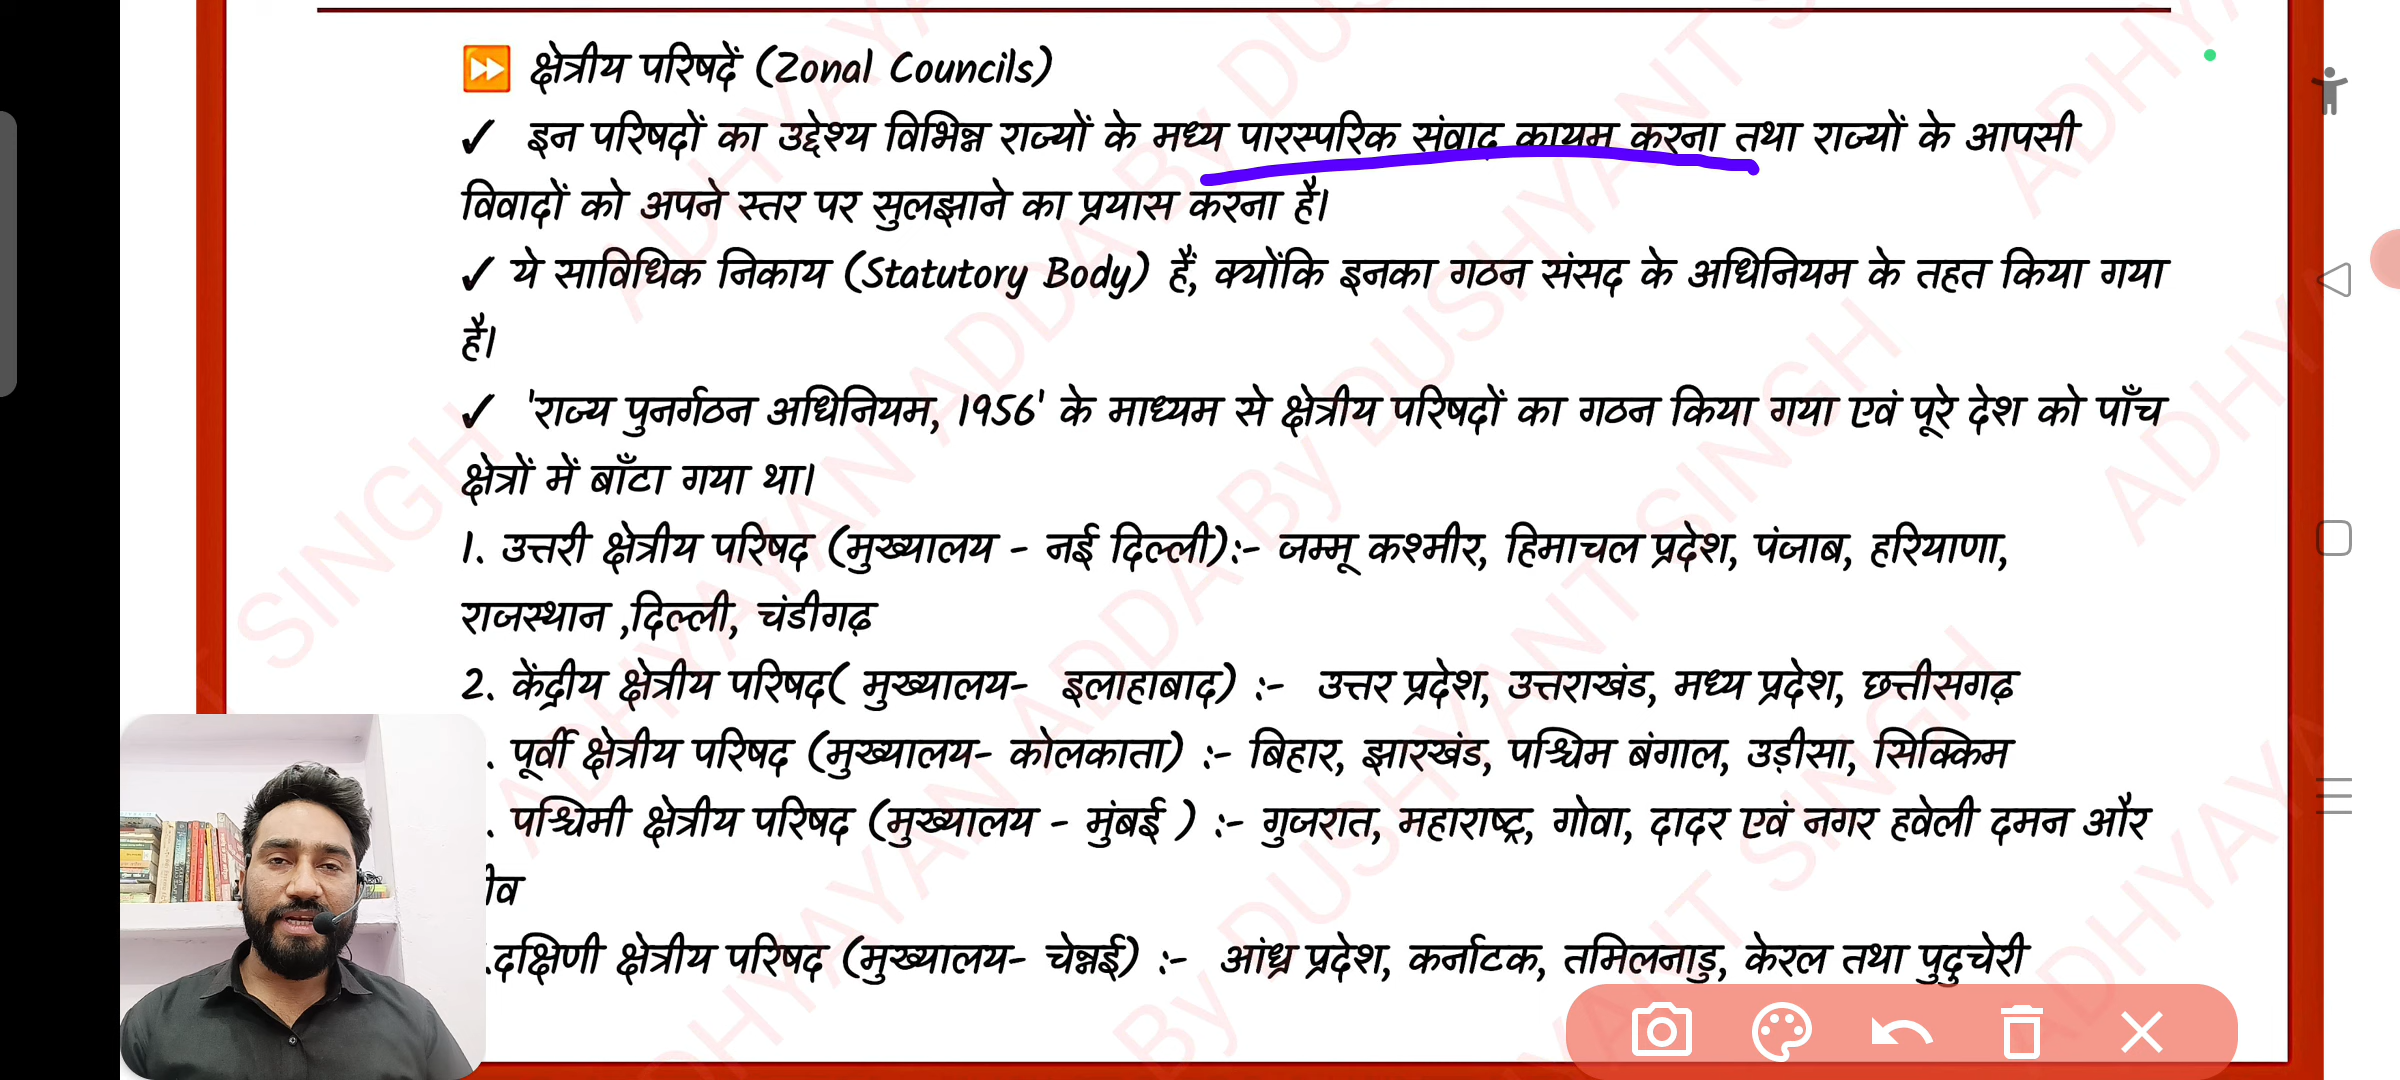 क्षेत्रीय परिषदें (Zonal Councils)
✓ इन परिषदों का उद्देश्य विभिन्न राज्यों के मध्य पारस्परिक संवाद कायम करना तथा राज्यों के आपसी
विवादों को अपने स्तर पर सुलझाने का प्रयास करना है।
✓ ये साविधिक निकाय (Statutory Body) हैं, क्योंकि इनका गठन संसद के अधिनियम के तहत किया गया
है।
✓ 'राज्य पुनर्गठन अधिनियम, 1956' के माध्यम से क्षेत्रीय परिषदों का गठन किया गया एवं पूरे देश को पाँच
क्षेत्रों में बाँटा गया था।
1. उत्तरी क्षेत्रीय परिषद (मुख्यालय - नई दिल्ली):- जम्मू कश्मीर, हिमाचल प्रदेश, पंजाब, हरियाणा,
राजस्थान ,दिल्ली, चंडीगढ़
2. केंद्रीय क्षेत्रीय परिषद( मुख्यालय- इलाहाबाद) :- उत्तर प्रदेश, उत्तराखंड, मध्य प्रदेश, छत्तीसगढ़
. पूर्वी क्षेत्रीय परिषद (मुख्यालय- कोलकाता) :- बिहार, झारखंड, पश्चिम बंगाल, उड़ीसा, सिक्किम
. पश्चिमी क्षेत्रीय परिषद (मुख्यालय - मुंबई ) :- गुजरात, महाराष्ट्र, गोवा, दादर एवं नगर हवेली दमन और
.दक्षिणी क्षेत्रीय परिषद (मुख्यालय- चेन्नई) :- आंध्र प्रदेश, कर्नाटक, तमिलनाडु, केरल तथा पुदुचेरी
ADHYAYAN ADDA By DUSHYANT SINGH